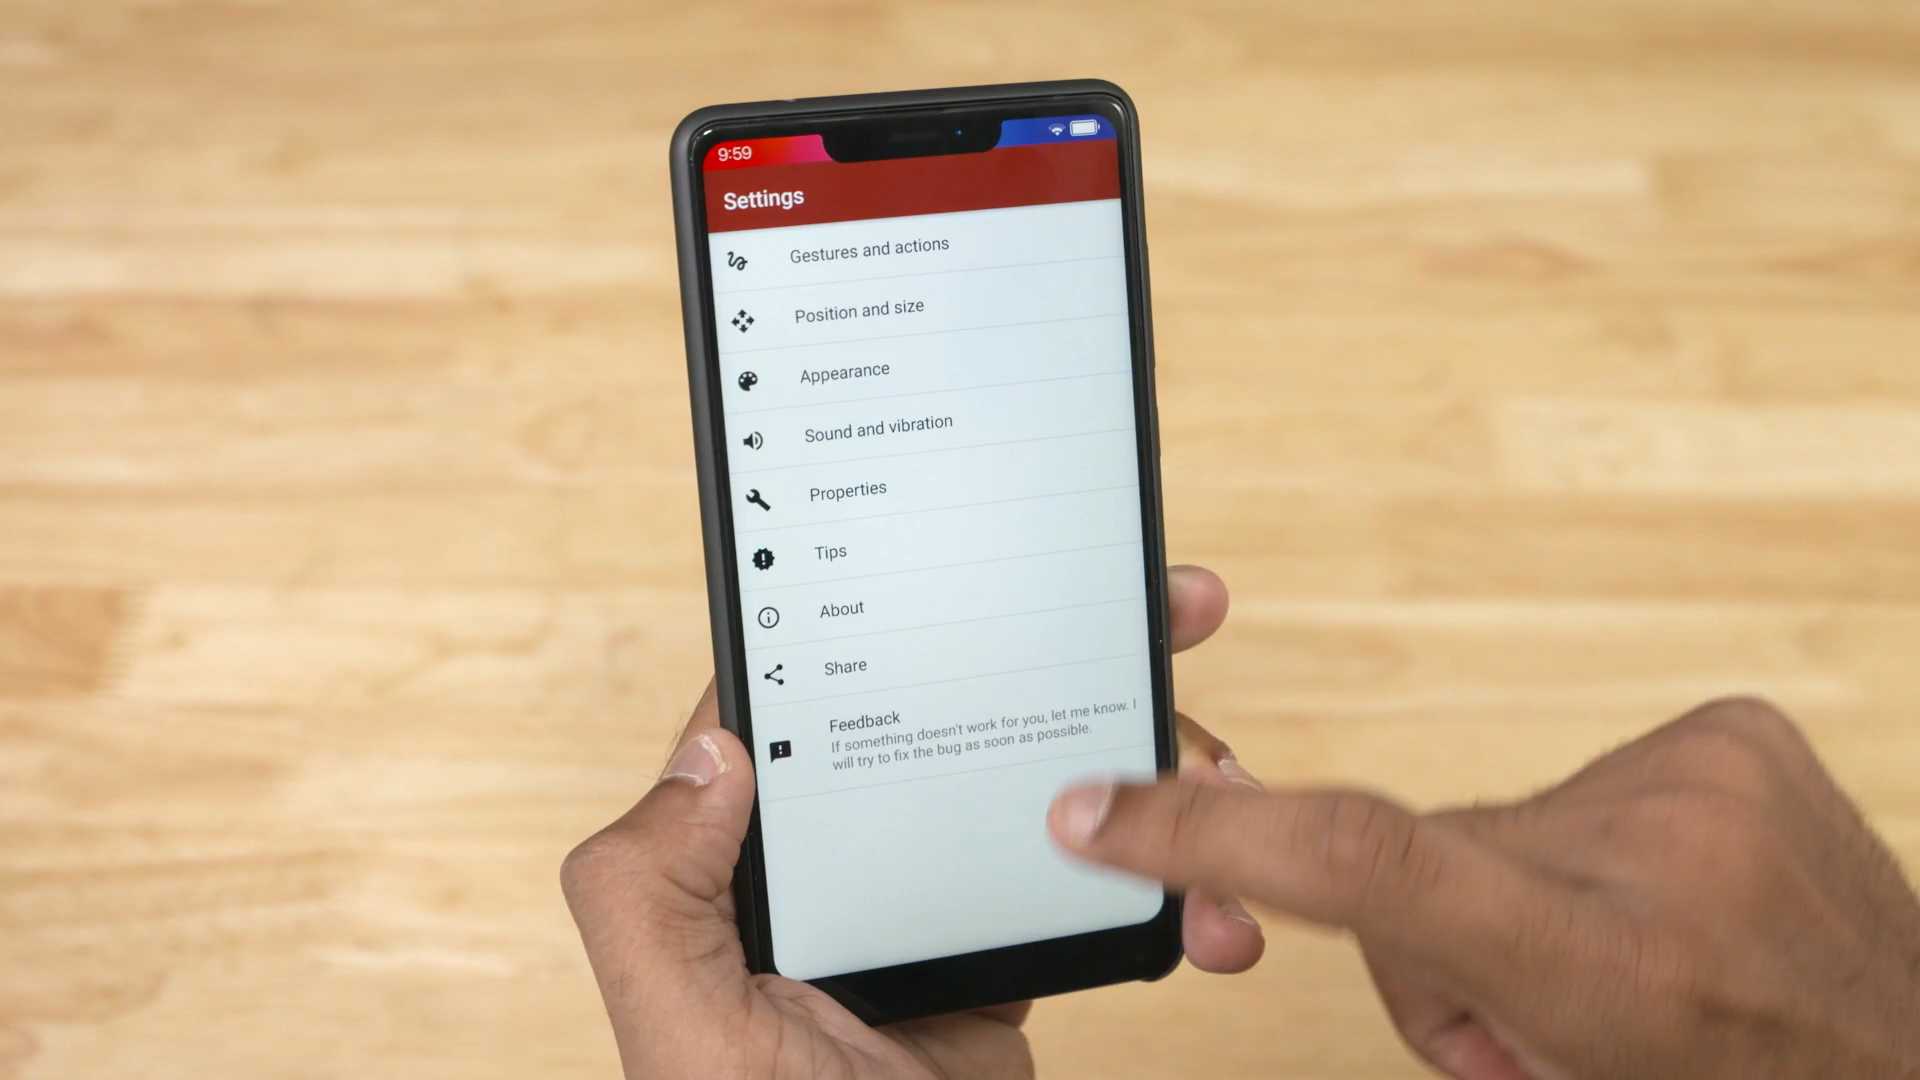 9:59
Settings
Gestures and actions
Position and size
Appearance
Sound and vibration
Properties
Tips
About
Share
Feedback
If something doesn't work for you, let me know. I
will try to fix the bug as soon as possible.